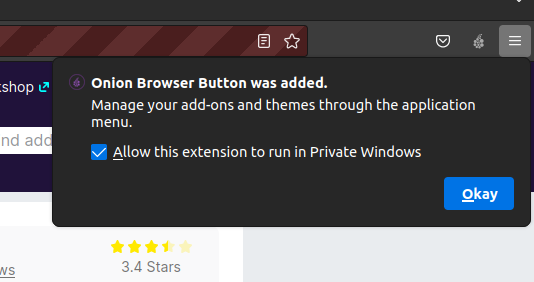 Onion Browser Button was added.
Manage your add-ons and themes through the application
menu.
Allow this extension to run in Private Windows
Okay
3.4 Stars